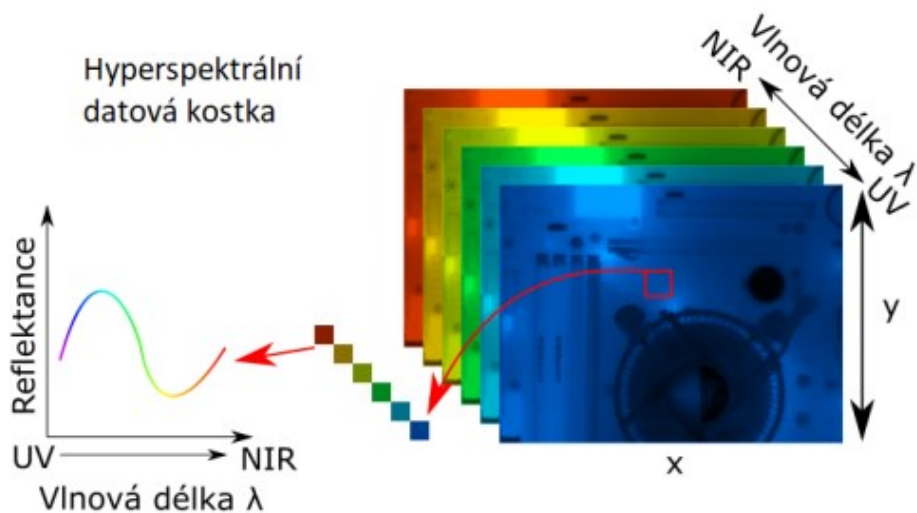 Hyperspektrální
datová kostka
Vlnová délka λ
NIR
UV
y
x
Reflektance
UV
NIR
Vlnová délka λ